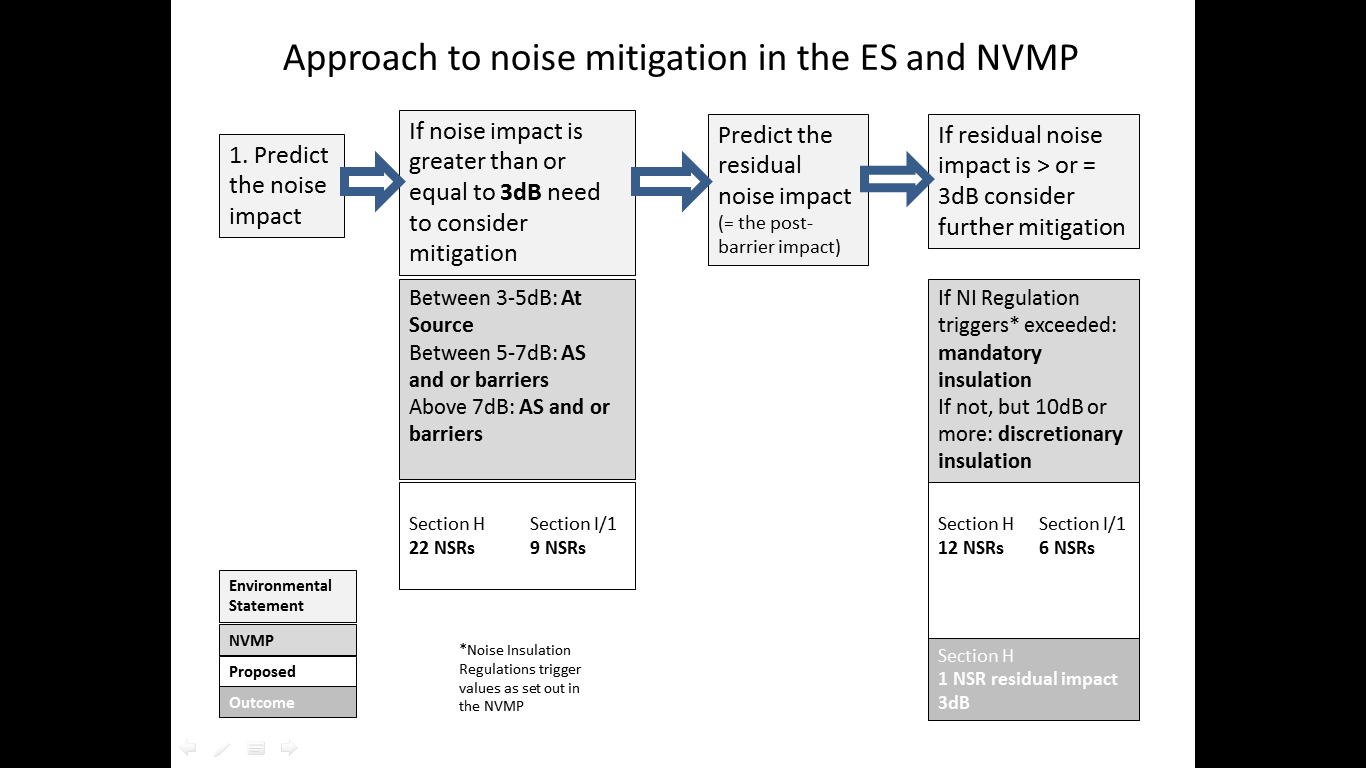 Approach to noise mitigation in the ES and NVMP
1. Predict
the noise
impact
If noise impact is
greater than or
equal to 3dB need
to consider
mitigation
Predict the
residual
noise impact
(= the post-
barrier impact)
If residual noise
impact is > or =
3dB consider
further mitigation
Between 3-5dB: At
Source
Between 5-7dB: AS
and or barriers
Above 7dB: AS and or
barriers
If NI Regulation
triggers* exceeded:
mandatory
insulation
If not, but 10dB or
more: discretionary
insulation
Section H Section I/1
22 NSRs 9 NSRs
Section H Section I/1
12 NSRs 6 NSRs
Section H
1 NSR residual impact
3dB
Environmental
Statement
NVMP
Proposed
Outcome
*Noise Insulation
Regulations trigger
values as set out in
the NVMP